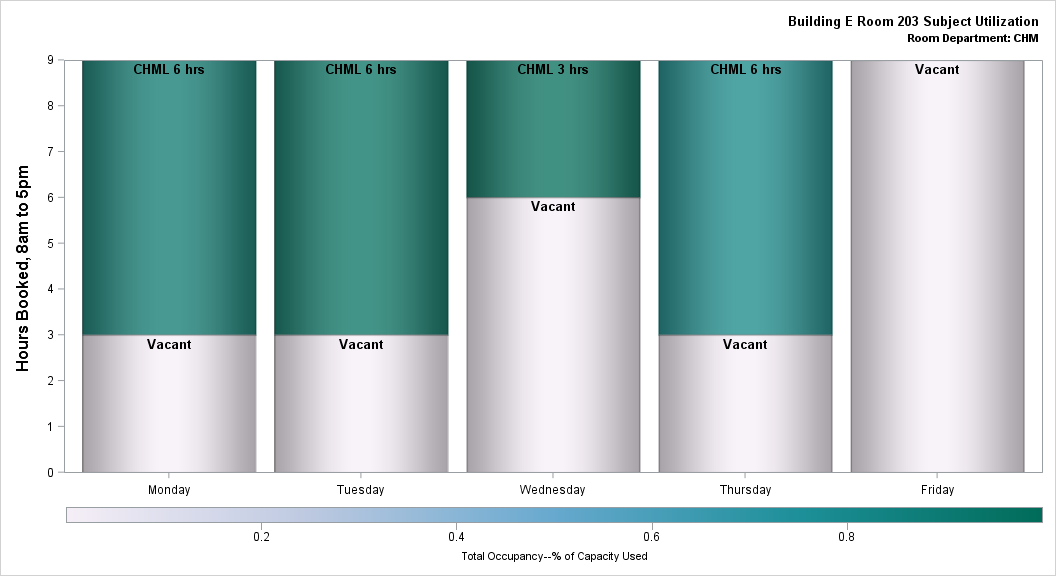 Building E Room 203 Subject Utilization
Room Department: CHM
Hours Booked, 8am to 5pm
9
8
7
6
5
4
3
2
1
0
CHML 6 hrs
CHML 6 hrs
CHML 3 hrs
CHML 6 hrs
Vacant
Vacant
Vacant
Vacant
Vacant
Monday
Tuesday
Wednesday
Thursday
Friday
0.2
0.4
0.6
0.8
Total Occupancy--% of Capacity Used